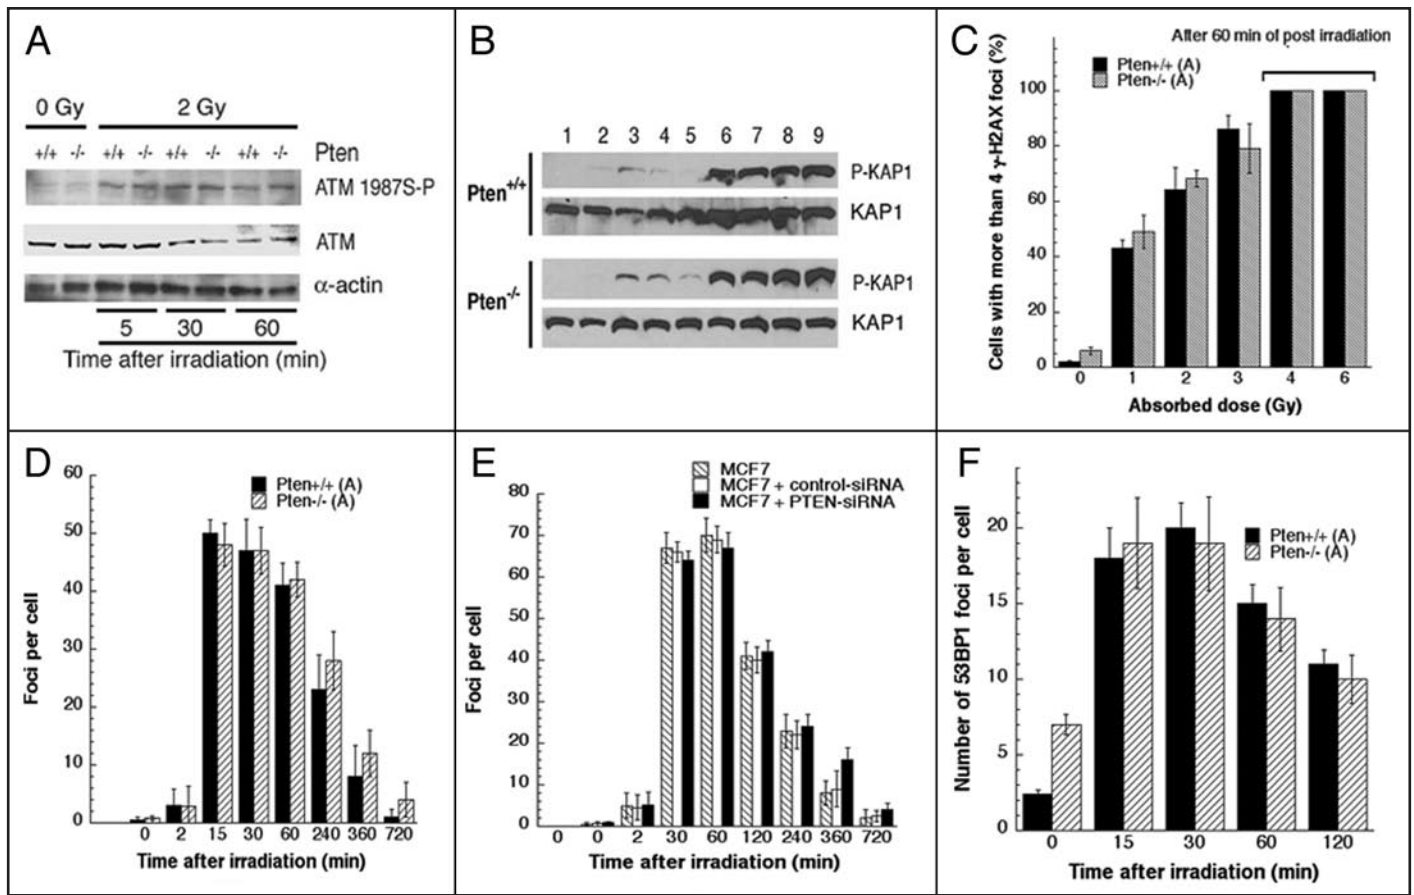 A
0 Gy 2 Gy
+/+ -/- +/+ -/- +/+ -/- +/+ -/- Pten
ATM 1987S-P
ATM
α-actin
5 30 60
Time after irradiation (min)
B
1 2 3 4 5 6 7 8 9
Pten+/+
P-KAP1
KAP1
Pten-/-
P-KAP1
KAP1
C
After 60 min of post irradiation
Pten+/+ (A)
Pten-/- (A)
Cells with more than 4 γ-H2AX foci (%)
100
80
60
40
20
0
0 1 2 3 4 6
Absorbed dose (Gy)
D
Pten+/+ (A)
Pten-/- (A)
Foci per cell
60
50
40
30
20
10
0
0 2 15 30 60 240 360 720
Time after irradiation (min)
E
MCF7
MCF7 + control-siRNA
MCF7 + PTEN-siRNA
Foci per cell
80
70
60
50
40
30
20
10
0
0 0 2 30 60 120 240 360 720
Time after irradiation (min)
F
Pten+/+ (A)
Pten-/- (A)
Number of 53BP1 foci per cell
20
15
10
5
0
0 15 30 60 120
Time after irradiation (min)